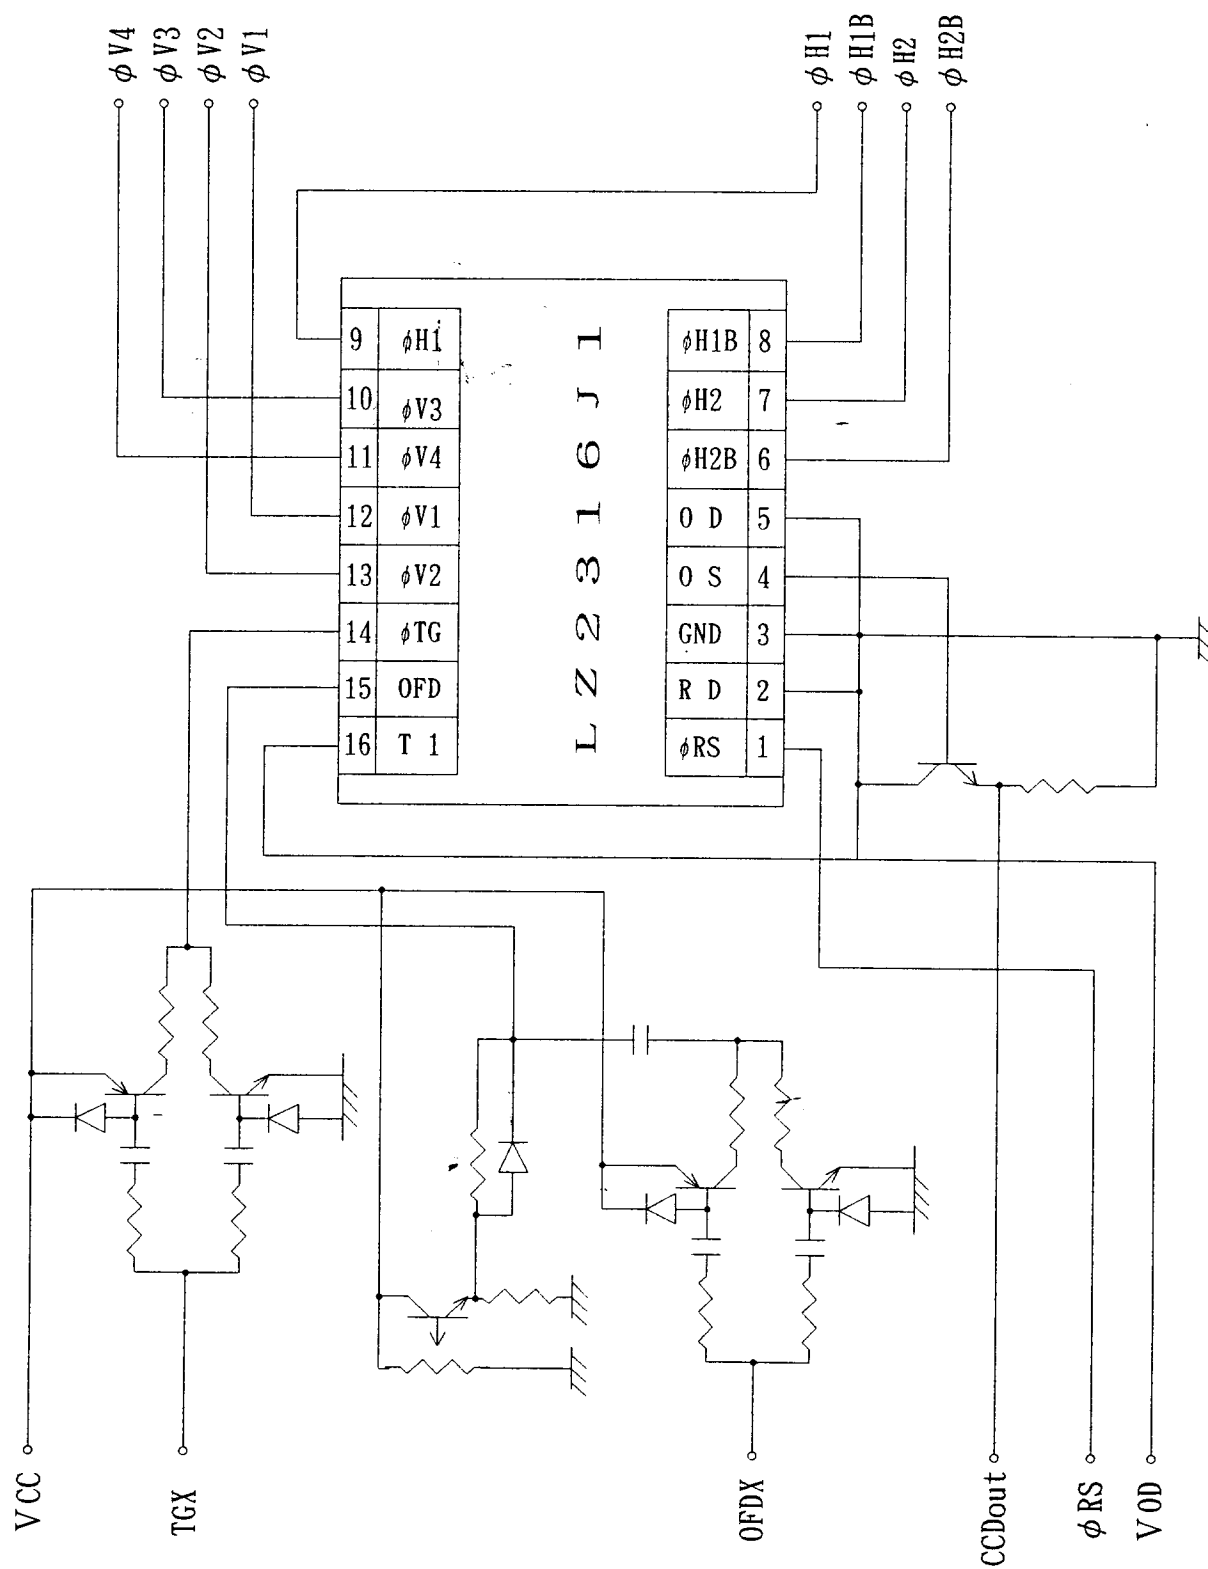 φV4
φV3
φV2
φV1
φH1
φH1B
φH2
φH2B
9 φH1
10 φV3
11 φV4
12 φV1
13 φV2
14 φTG
15 OFD
16 T 1
LZ2316J1
φH1B 8
φH2 7
φH2B 6
O D 5
O S 4
GND 3
R D 2
φRS 1
VCC
TGX
OFDX
CCDout
φRS
VOD